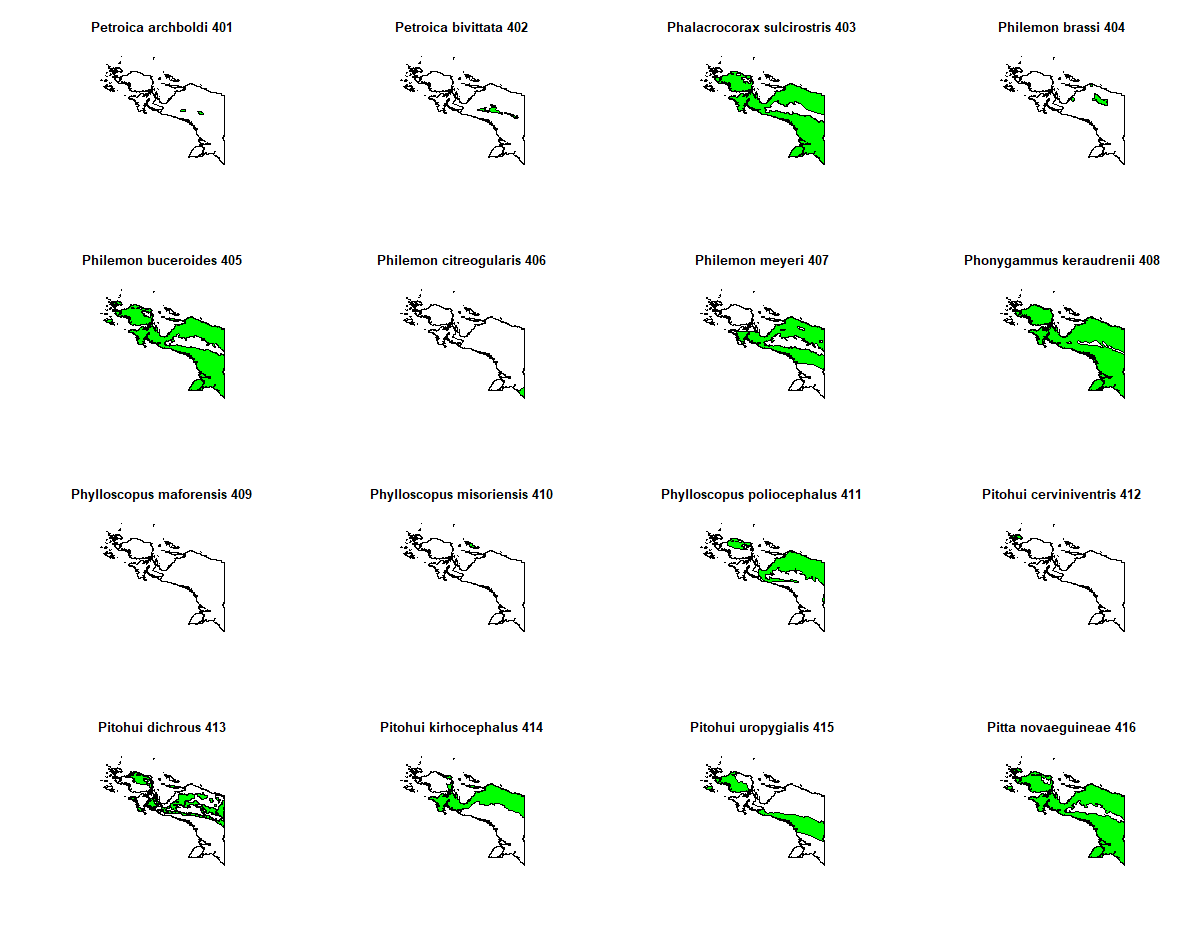 Petroica archboldi 401
Petroica bivittata 402
Phalacrocorax sulcirostris 403
Philemon brassi 404
Philemon buceroides 405
Philemon citreogularis 406
Philemon meyeri 407
Phonygammus keraudrenii 408
Phylloscopus maforensis 409
Phylloscopus misoriensis 410
Phylloscopus poliocephalus 411
Pitohui cerviniventris 412
Pitohui dichrous 413
Pitohui kirhocephalus 414
Pitohui uropygialis 415
Pitta novaeguineae 416